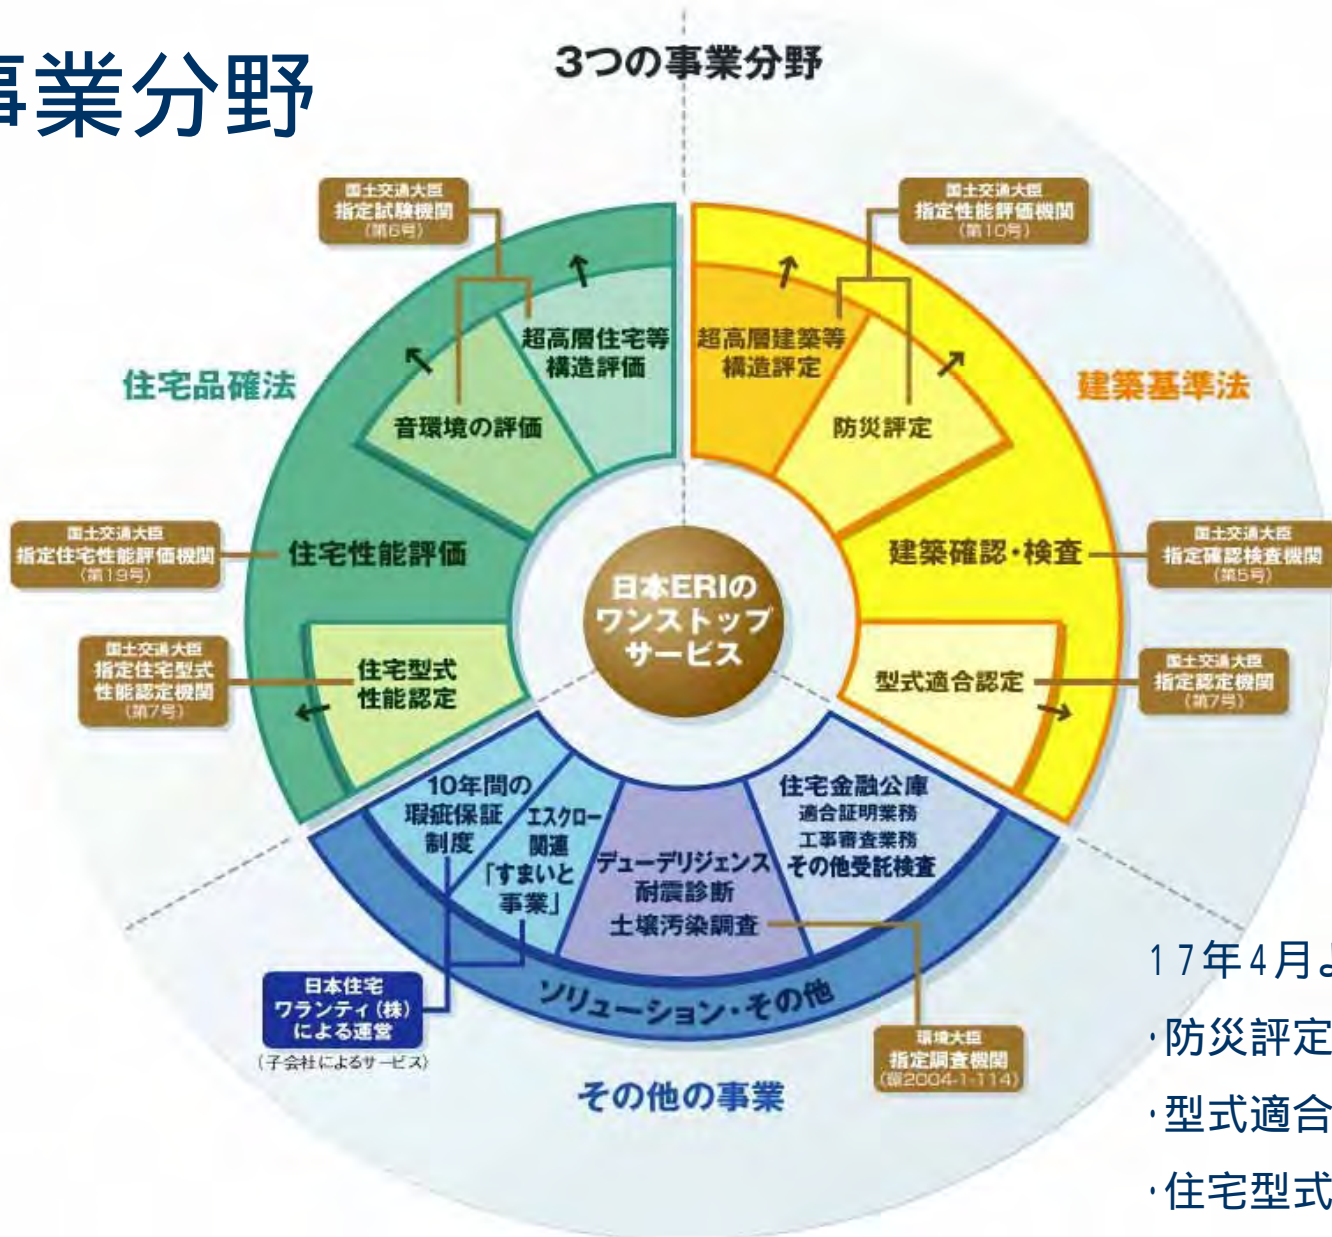 事業分野
3つの事業分野
国土交通大臣
指定試験機関
(第6号)
国土交通大臣
指定性能評価機関
(第10号)
超高層住宅等
構造評価
超高層建築等
構造評定
住宅品確法
建築基準法
音環境の評価
防災評定
国土交通大臣
指定住宅性能評価機関
(第19号)
住宅性能評価
建築確認・検査
国土交通大臣
指定確認検査機関
(第5号)
日本ERIの
ワンストップ
サービス
国土交通大臣
指定住宅型式
性能認定機関
(第7号)
住宅型式
性能認定
型式適合認定
国土交通大臣
指定認定機関
(第7号)
10年間の
瑕疵保証
制度
エスクロー
関連
「すまいと
事業」
デューデリジェンス
耐震診断
土壌汚染調査
住宅金融公庫
適合証明業務
工事審査業務
その他受託検査
ソリューション・その他
日本住宅
ワランティ(株)
による運営
(子会社によるサービス)
環境大臣
指定調査機関
(環2004-1-114)
その他の事業
17年4月よ
・防災評定
・型式適合
・住宅型式